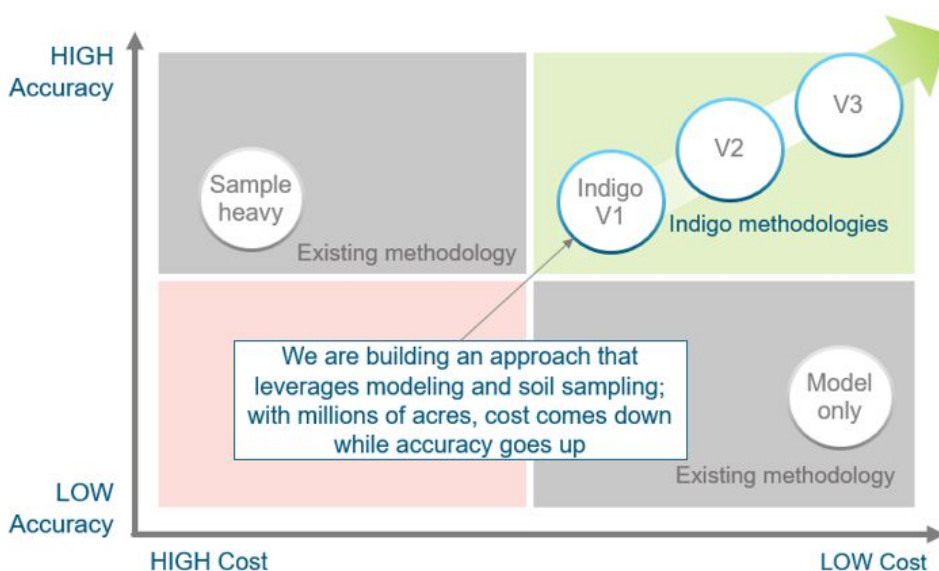 HIGH
Accuracy
Sample
heavy
Existing methodology
Indigo
V1
V2
V3
Indigo methodologies
We are building an approach that
leverages modeling and soil sampling;
with millions of acres, cost comes down
while accuracy goes up
Model
only
Existing methodology
LOW
Accuracy
HIGH Cost
LOW Cost